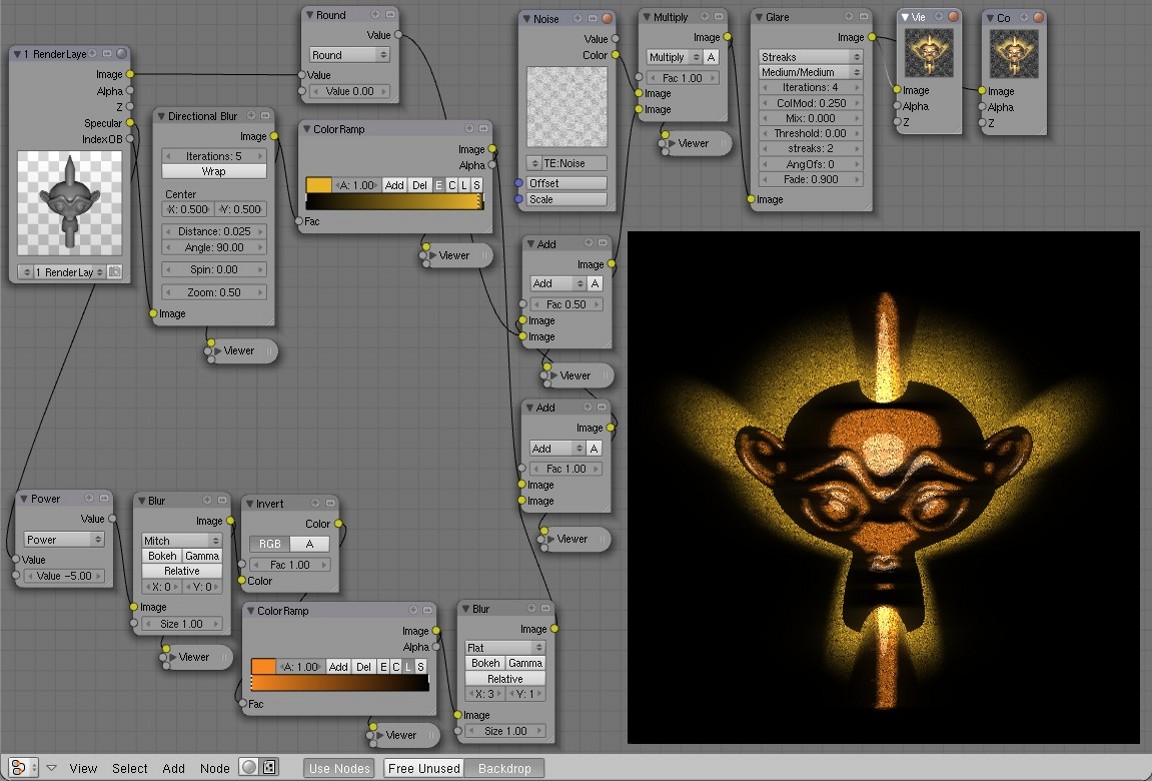 1 RenderLaye
Image
Alpha
Z
Specular
IndexOB
1 RenderLay
Directional Blur
Image
Iterations: 5
Wrap
Center
X: 0.500
Y: 0.500
Distance: 0.025
Angle: 90.00
Spin: 0.00
Zoom: 0.50
Image
Viewer
Round
Value
Round
Value
Value 0.00
ColorRamp
Image
Alpha
A: 1.00 Add Del E C L S
Fac
Viewer
Noise
Value
Color
TE:Noise
Offset
Scale
Multiply
Image
Multiply A
Fac 1.00
Image
Image
Viewer
Glare
Image
Streaks
Medium/Medium
Iterations: 4
ColMod: 0.250
Mix: 0.000
Threshold: 0.00
streaks: 2
AngOfs: 0
Fade: 0.900
Image
Vie
Image
Alpha
Z
Co
Image
Alpha
Z
Add
Image
Add A
Fac 0.50
Image
Image
Viewer
Add
Image
Add A
Fac 1.00
Image
Image
Viewer
Power
Value
Power
Value
Value -5.00
Blur
Image
Mitch
Bokeh Gamma
Relative
X: 0 Y: 0
Image
Size 1.00
Viewer
Invert
Color
RGB A
Fac 1.00
Color
ColorRamp
Image
Alpha
A: 1.00 Add Del E C L S
Fac
Viewer
Blur
Image
Flat
Bokeh Gamma
Relative
X: 3 Y: 1
Image
Size 1.00
View Select Add Node Use Nodes Free Unused Backdrop